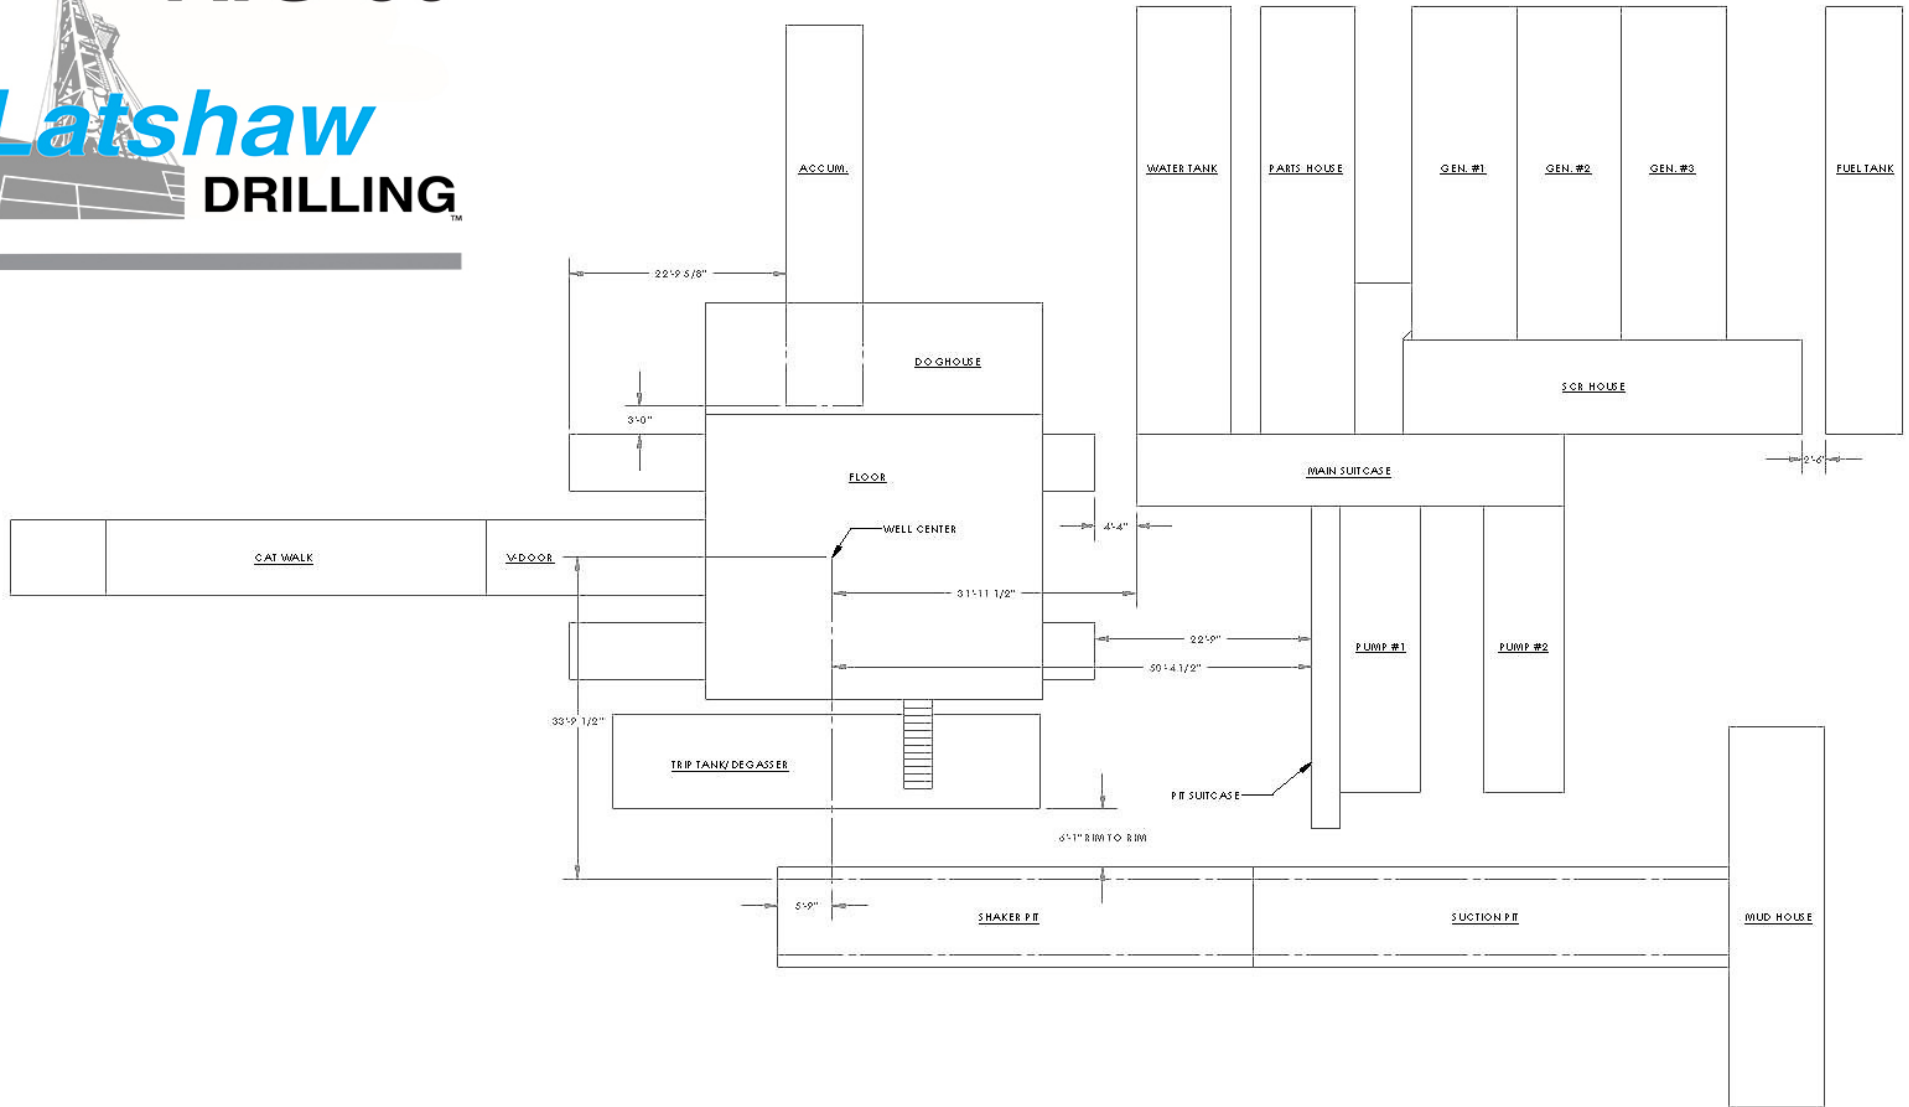 Latshaw
DRILLING
TM
ACCUM.
WATER TANK
PARTS HOUSE
GEN. #1
GEN. #2
GEN. #3
FUEL TANK
22'-9 5/8"
DOGHOUSE
SCR HOUSE
3'-0"
FLOOR
MAIN SUITCASE
2'-6"
WELL CENTER
4'-4"
CAT WALK
V-DOOR
31'-11 1/2"
22'-9"
PUMP #1
PUMP #2
50'-4 1/2"
33'-9 1/2"
TRIP TANK/DEGASSER
PIT SUITCASE
6'-1" RIM TO RIM
5'-9"
SHAKER PIT
SUCTION PIT
MUD HOUSE